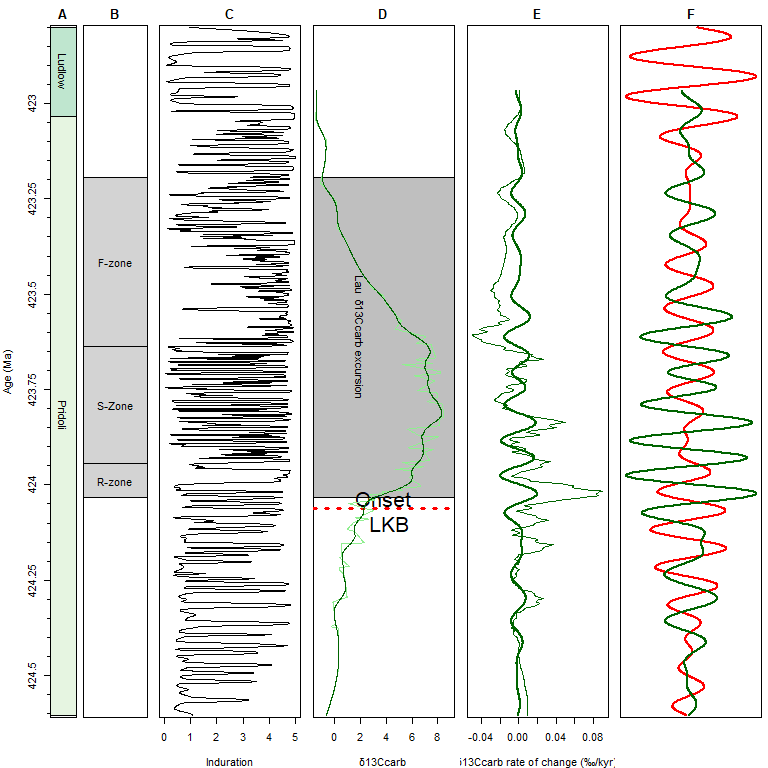 A B C D E F
Age (Ma)
423
423.25
423.5
423.75
424
424.25
424.5
Ludlow
Pridoli
F-zone
S-Zone
R-zone
Lau δ13Ccarb excursion
Onset
LKB
0 1 2 3 4 5
Induration
0 2 4 6 8
δ13Ccarb
-0.04 0.00 0.04 0.08
i13Ccarb rate of change (‰/kyr)